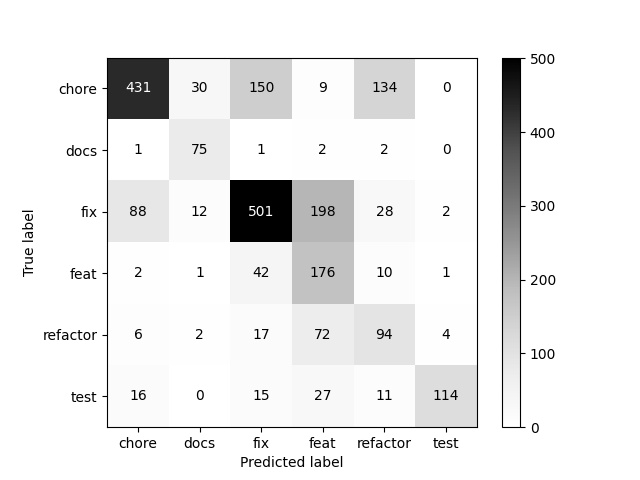 chore 431 30 150 9 134 0
docs 1 75 1 2 2 0
fix 88 12 501 198 28 2
feat 2 1 42 176 10 1
refactor 6 2 17 72 94 4
test 16 0 15 27 11 114
chore docs fix feat refactor test
Predicted label
True label
500
400
300
200
100
0